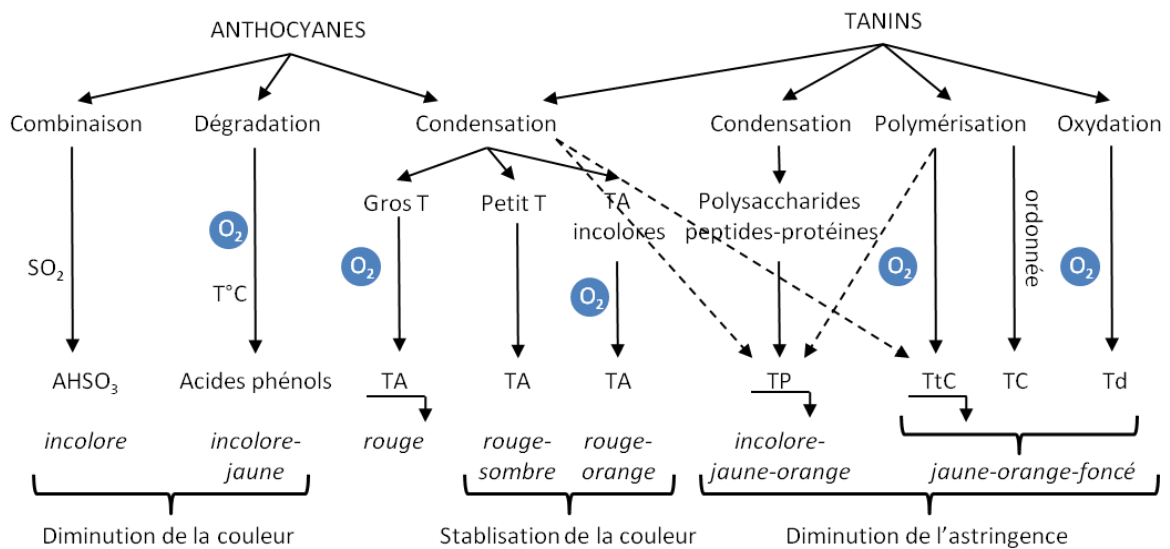 ANTHOCYANES
TANINS
Combinaison
Dégradation
Condensation
Condensation
Polymérisation
Oxydation
Gros T
Petit T
TA
incolores
Polysaccharides
peptides-protéines
ordonnée
O₂
O₂
O₂
O₂
O₂
SO₂
T°C
AHSO₃
Acides phénols
TA
TA
TA
TP
TtC
TC
Td
incolore
incolore-
jaune
rouge
rouge-
sombre
rouge-
orange
incolore-
jaune-orange
jaune-orange-foncé
Diminution de la couleur
Stablisation de la couleur
Diminution de l'astringence